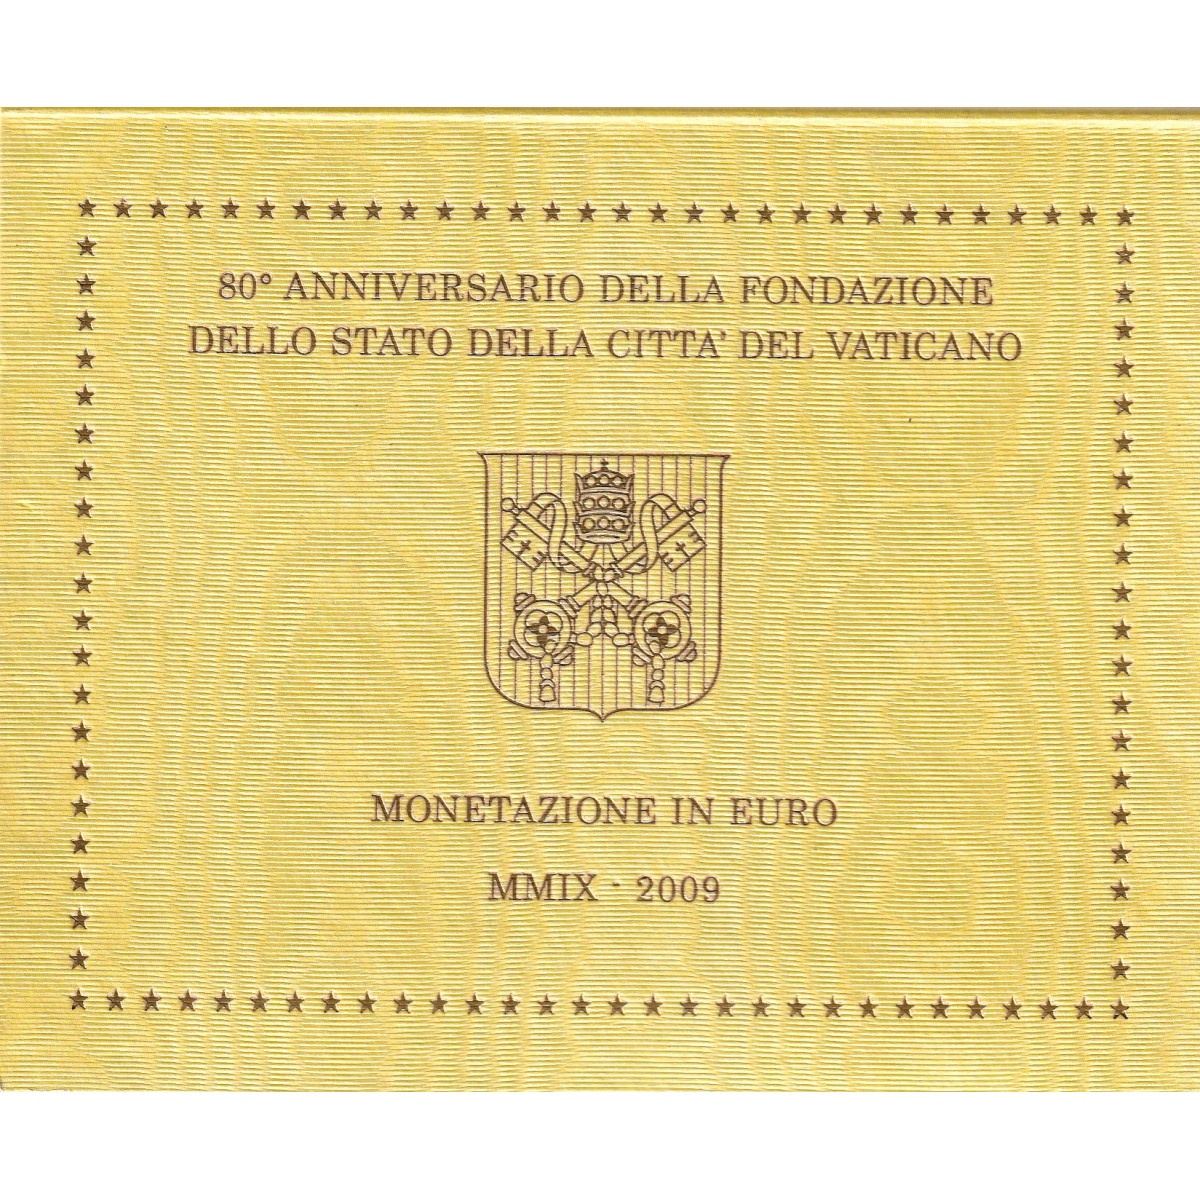 80° ANNIVERSARIO DELLA FONDAZIONE
DELLO STATO DELLA CITTA' DEL VATICANO
MONETAZIONE IN EURO
MMIX - 2009